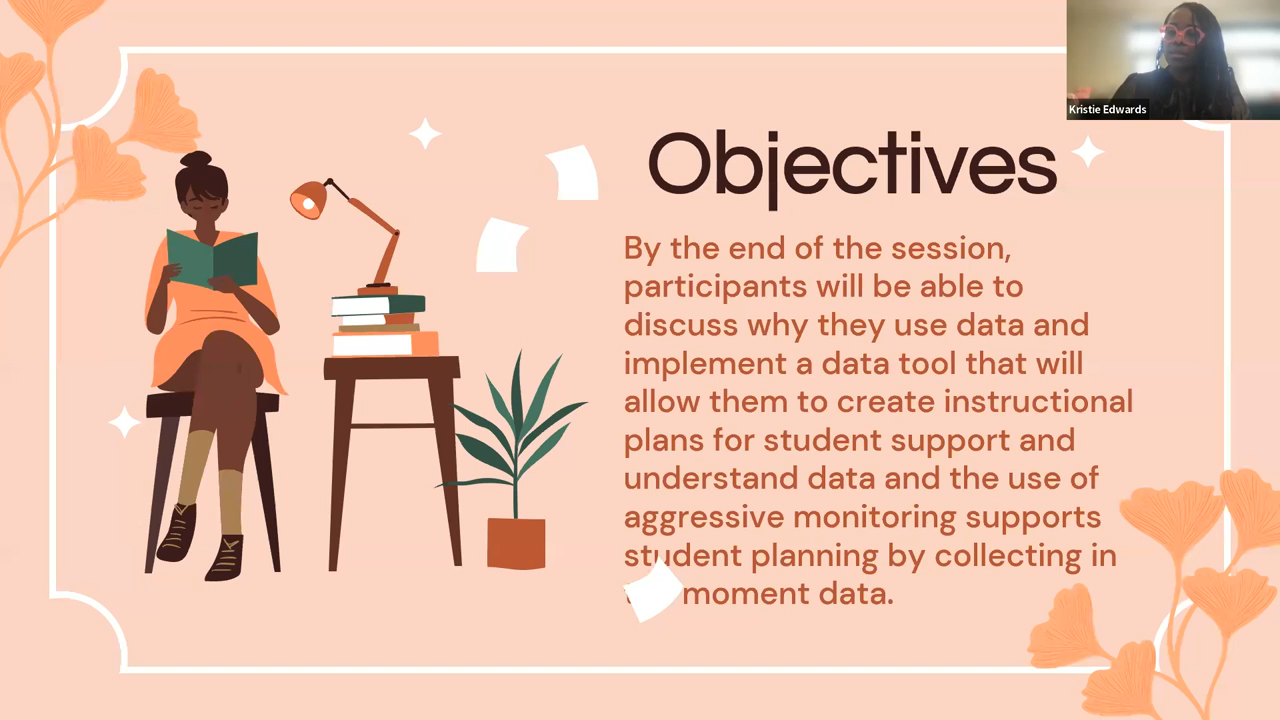 Kristie Edwards
Objectives
By the end of the session,
participants will be able to
discuss why they use data and
implement a data tool that will
allow them to create instructional
plans for student support and
understand data and the use of
aggressive monitoring supports
student planning by collecting in
moment data.